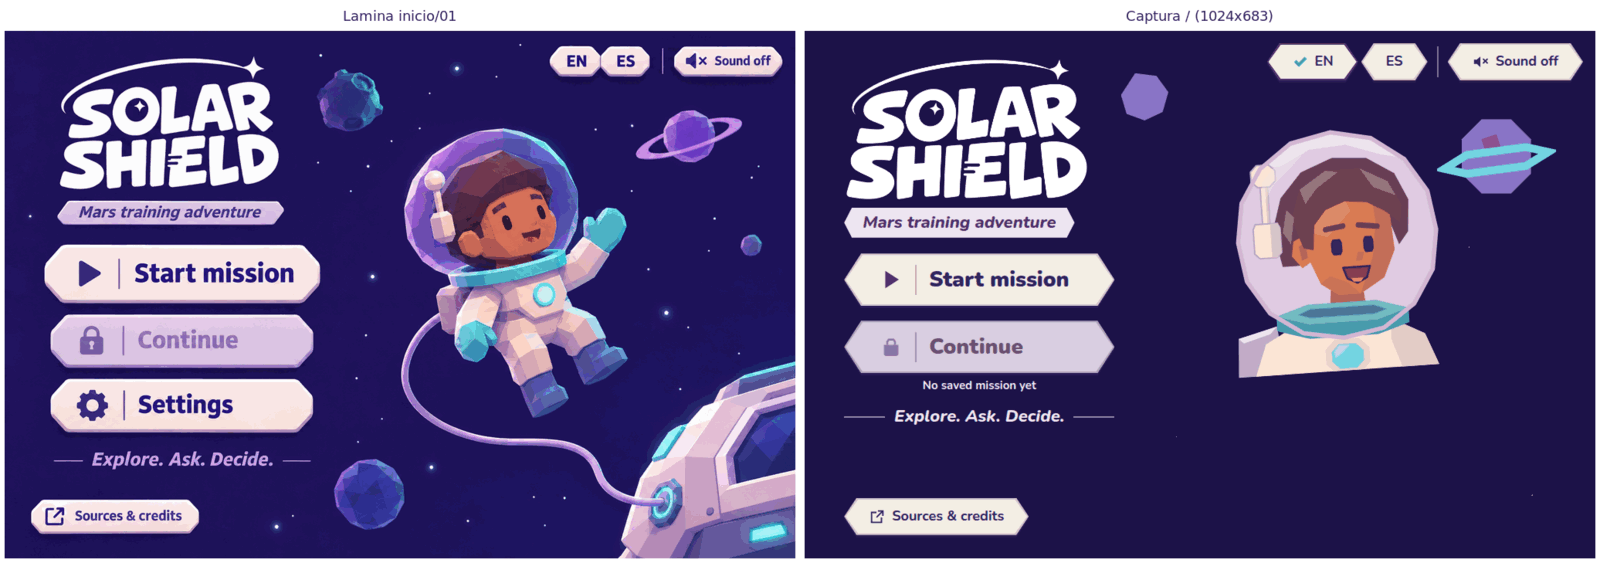 Lamina inicio/01
EN ES Sound off
SOLAR
SHIELD
Mars training adventure
Start mission
Continue
Settings
Explore. Ask. Decide.
Sources & credits
Captura / (1024x683)
EN ES Sound off
SOLAR
SHIELD
Mars training adventure
Start mission
Continue
No saved mission yet
Explore. Ask. Decide.
Sources & credits